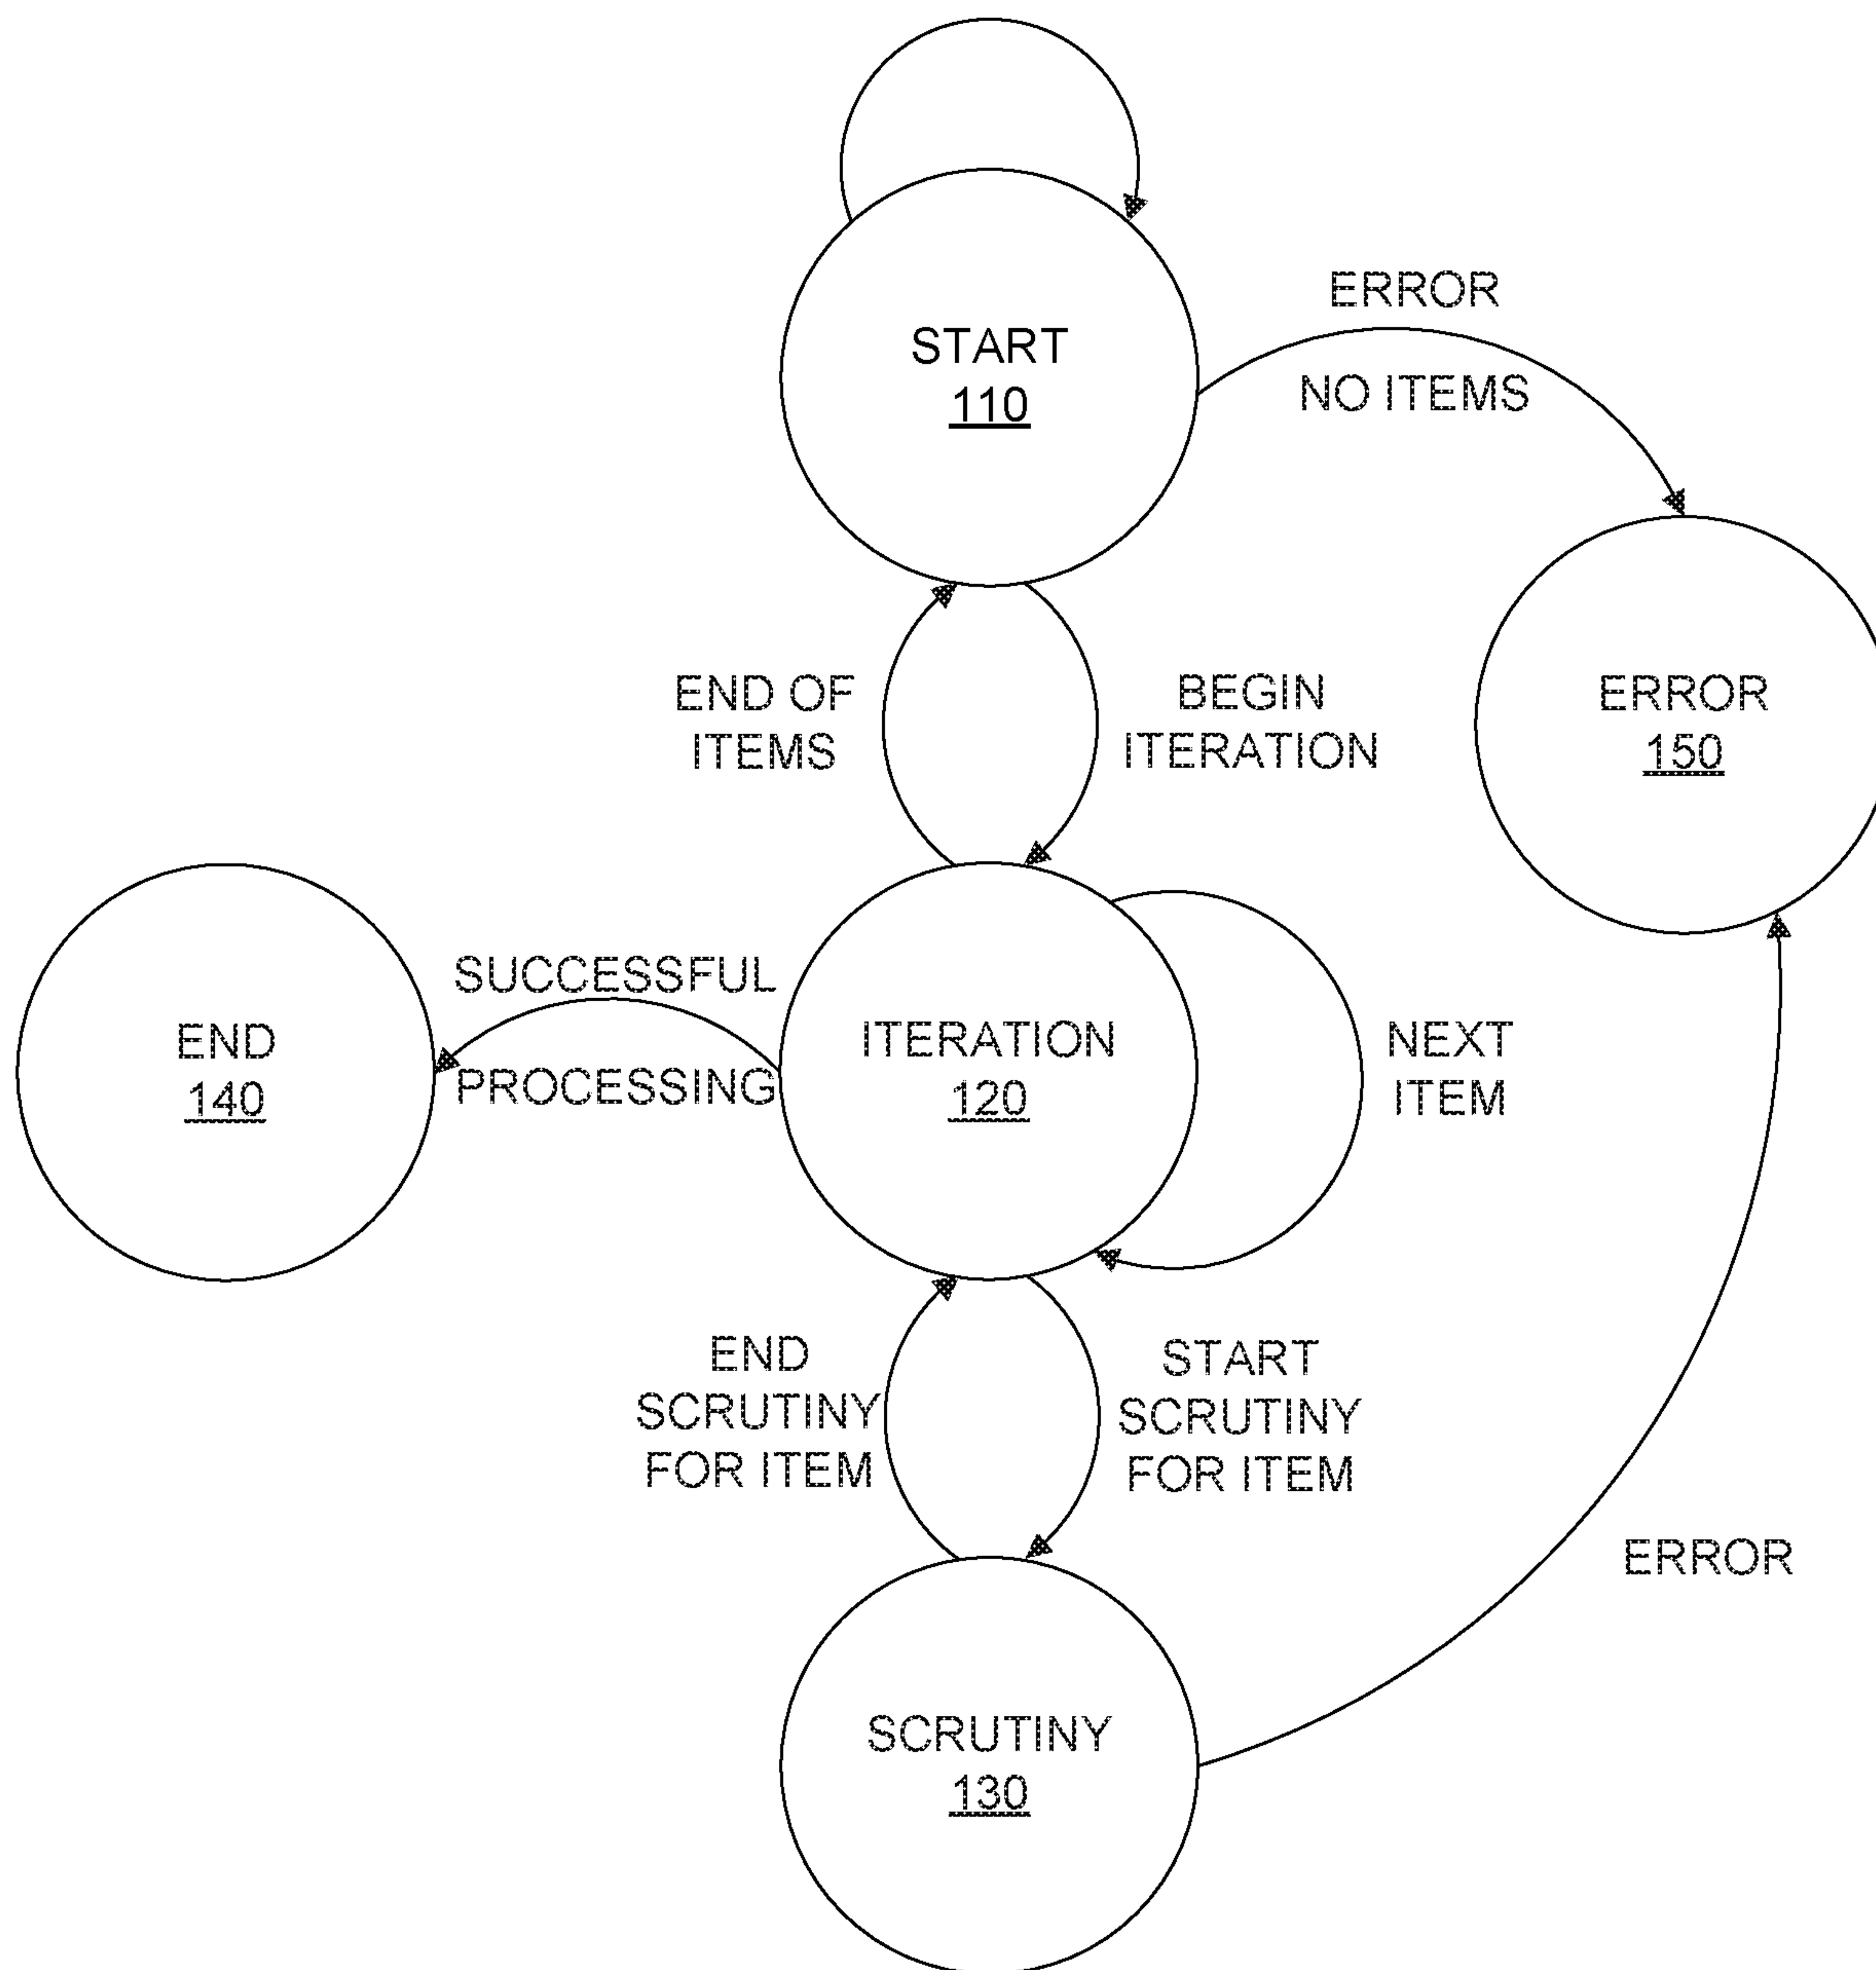 ERROR
NO ITEMS
START
110
END OF
ITEMS
BEGIN
ITERATION
ERROR
150
SUCCESSFUL
PROCESSING
END
140
ITERATION
120
NEXT
ITEM
END
SCRUTINY
FOR ITEM
START
SCRUTINY
FOR ITEM
ERROR
SCRUTINY
130